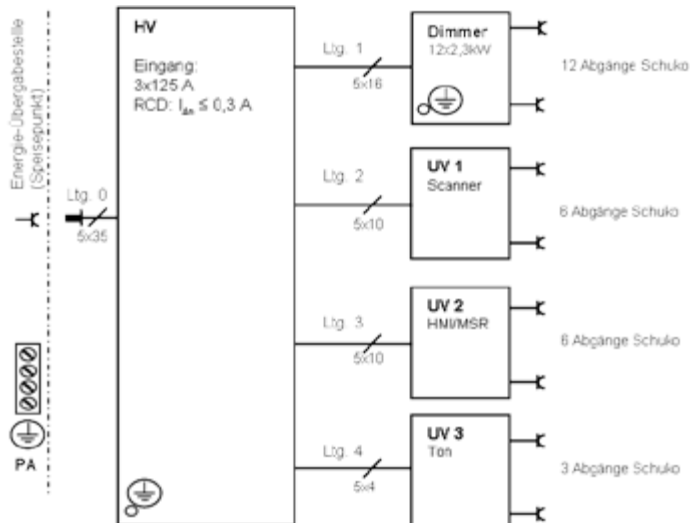 Energie-Übergabestelle
(Speisepunkt)
Ltg. 0
5x35
PA
HV
Eingang:
3x125 A
RCD: IΔn ≤ 0,3 A
Ltg. 1
5x16
Dimmer
12x2,3kW
12 Abgänge Schuko
Ltg. 2
5x10
UV 1
Scanner
6 Abgänge Schuko
Ltg. 3
5x10
UV 2
HMI/MSR
6 Abgänge Schuko
Ltg. 4
5x4
UV 3
Ton
3 Abgänge Schuko